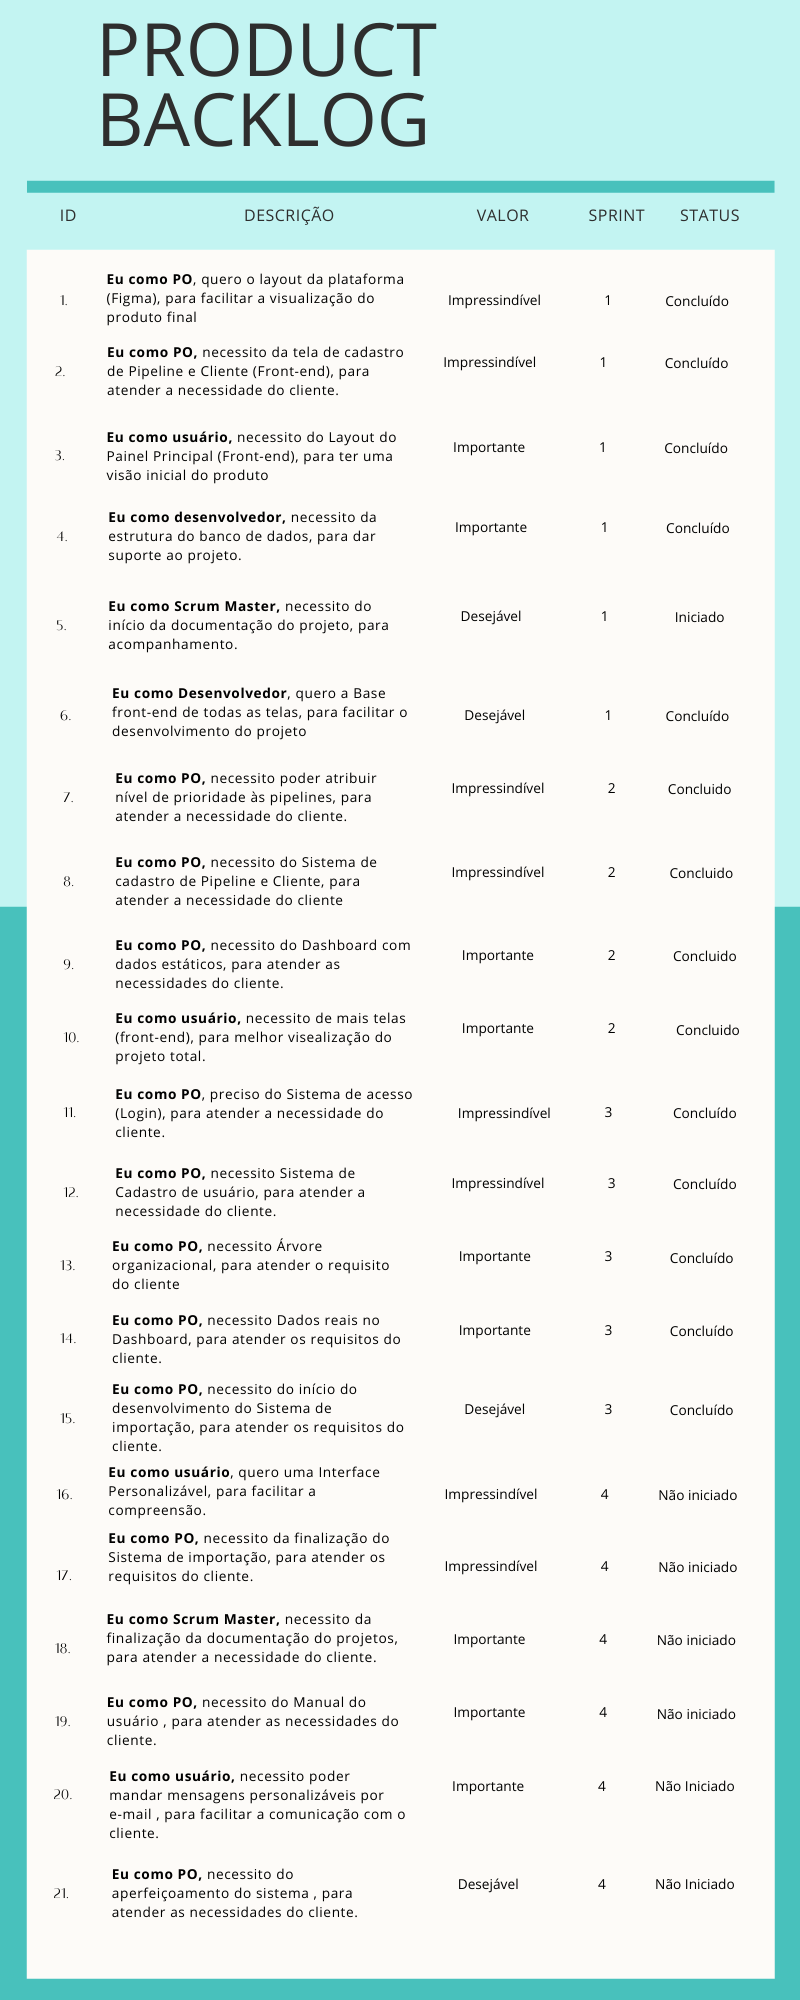 PRODUCT
BACKLOG
ID DESCRIÇÃO VALOR SPRINT STATUS
1. Eu como PO, quero o layout da plataforma
(Figma), para facilitar a visualização do
produto final
Impressindível 1 Concluído
2. Eu como PO, necessito da tela de cadastro
de Pipeline e Cliente (Front-end), para
atender a necessidade do cliente.
Impressindível 1 Concluído
3. Eu como usuário, necessito do Layout do
Painel Principal (Front-end), para ter uma
visão inicial do produto
Importante 1 Concluído
4. Eu como desenvolvedor, necessito da
estrutura do banco de dados, para dar
suporte ao projeto.
Importante 1 Concluído
5. Eu como Scrum Master, necessito do
início da documentação do projeto, para
acompanhamento.
Desejável 1 Iniciado
6. Eu como Desenvolvedor, quero a Base
front-end de todas as telas, para facilitar o
desenvolvimento do projeto
Desejável 1 Concluído
7. Eu como PO, necessito poder atribuir
nível de prioridade às pipelines, para
atender a necessidade do cliente.
Impressindível 2 Concluido
8. Eu como PO, necessito do Sistema de
cadastro de Pipeline e Cliente, para
atender a necessidade do cliente
Impressindível 2 Concluido
9. Eu como PO, necessito do Dashboard com
dados estáticos, para atender as
necessidades do cliente.
Importante 2 Concluido
10. Eu como usuário, necessito de mais telas
(front-end), para melhor visealização do
projeto total.
Importante 2 Concluido
11. Eu como PO, preciso do Sistema de acesso
(Login), para atender a necessidade do
cliente.
Impressindível 3 Concluído
12. Eu como PO, necessito Sistema de
Cadastro de usuário, para atender a
necessidade do cliente.
Impressindível 3 Concluído
13. Eu como PO, necessito Árvore
organizacional, para atender o requisito
do cliente
Importante 3 Concluído
14. Eu como PO, necessito Dados reais no
Dashboard, para atender os requisitos do
cliente.
Importante 3 Concluído
15. Eu como PO, necessito do início do
desenvolvimento do Sistema de
importação, para atender os requisitos do
cliente.
Desejável 3 Concluído
16. Eu como usuário, quero uma Interface
Personalizável, para facilitar a
compreensão.
Impressindível 4 Não iniciado
17. Eu como PO, necessito da finalização do
Sistema de importação, para atender os
requisitos do cliente.
Impressindível 4 Não iniciado
18. Eu como Scrum Master, necessito da
finalização da documentação do projetos,
para atender a necessidade do cliente.
Importante 4 Não iniciado
19. Eu como PO, necessito do Manual do
usuário , para atender as necessidades do
cliente.
Importante 4 Não iniciado
20. Eu como usuário, necessito poder
mandar mensagens personalizáveis por
e-mail , para facilitar a comunicação com o
cliente.
Importante 4 Não Iniciado
21. Eu como PO, necessito do
aperfeiçoamento do sistema , para
atender as necessidades do cliente.
Desejável 4 Não Iniciado